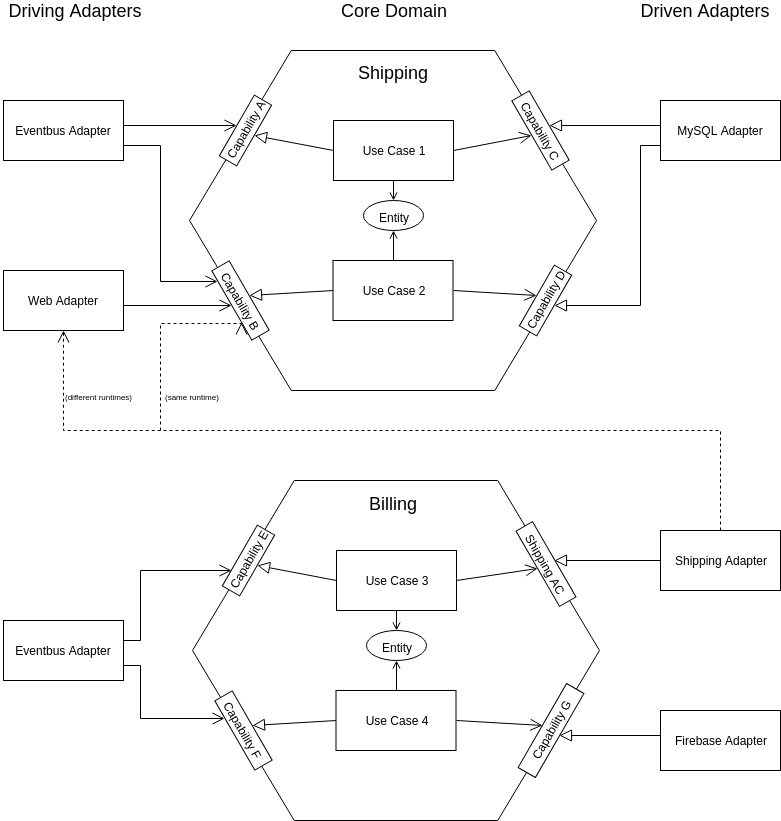 Driving Adapters
Core Domain
Driven Adapters
Shipping
Eventbus Adapter
Capability A
Use Case 1
Capability C
MySQL Adapter
Entity
Web Adapter
Capability B
Use Case 2
Capability D
(different runtimes)
(same runtime)
Billing
Capability E
Use Case 3
Shipping AC
Shipping Adapter
Eventbus Adapter
Entity
Capability F
Use Case 4
Capability G
Firebase Adapter